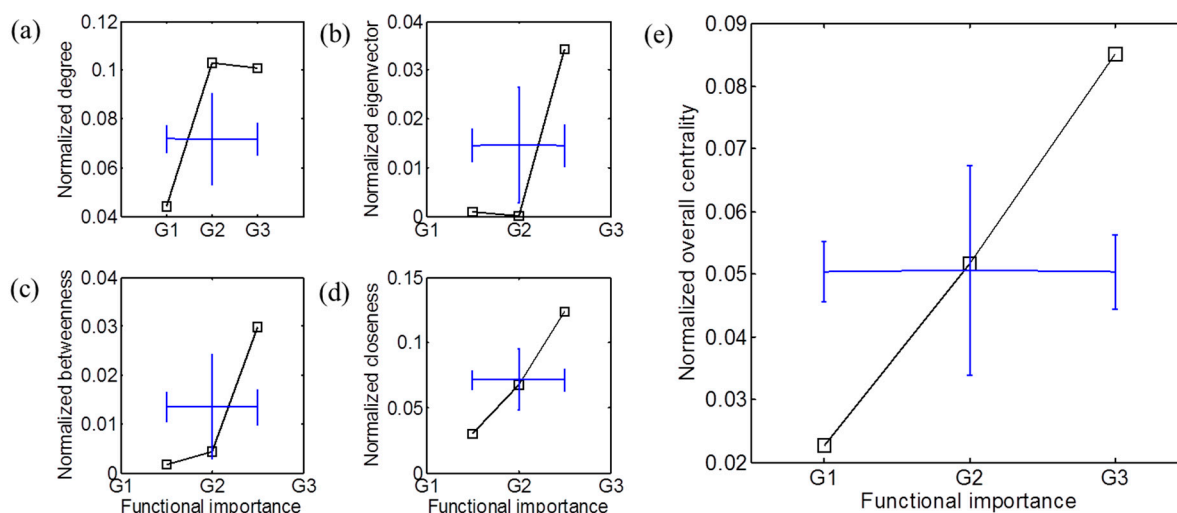 (a)
Normalized degree
0.12
0.1
0.08
0.06
0.04
G1 G2 G3
(b)
Normalized eigenvector
0.04
0.03
0.02
0.01
0
G1 G2 G3
(c)
Normalized betweenness
0.04
0.03
0.02
0.01
0
G1 G2 G3
Functional importance
(d)
Normalized closeness
0.15
0.1
0.05
0
G1 G2 G3
Functional importance
(e)
Normalized overall centrality
0.09
0.08
0.07
0.06
0.05
0.04
0.03
0.02
G1 G2 G3
Functional importance